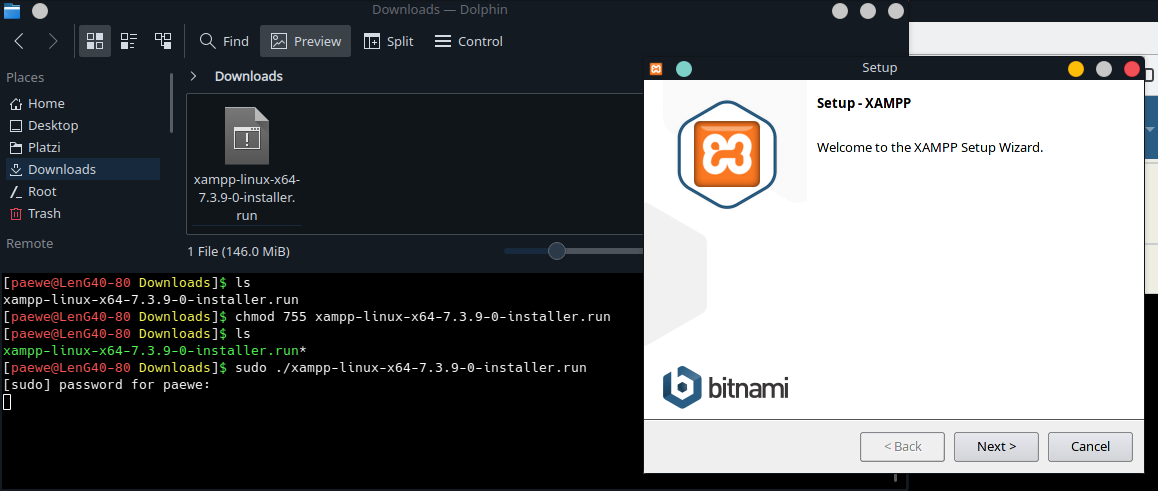 Downloads — Dolphin
Find
Preview
Split
Control
Places
Home
Desktop
Platzi
Downloads
Root
Trash
Remote
Downloads
xampp-linux-x64-
7.3.9-0-installer.
run
1 File (146.0 MiB)
[paewe@LenG40-80 Downloads]$ ls
xampp-linux-x64-7.3.9-0-installer.run
[paewe@LenG40-80 Downloads]$ chmod 755 xampp-linux-x64-7.3.9-0-installer.run
[paewe@LenG40-80 Downloads]$ ls
xampp-linux-x64-7.3.9-0-installer.run*
[paewe@LenG40-80 Downloads]$ sudo ./xampp-linux-x64-7.3.9-0-installer.run
[sudo] password for paewe:
Setup
Setup - XAMPP
Welcome to the XAMPP Setup Wizard.
bitnami
< Back
Next >
Cancel